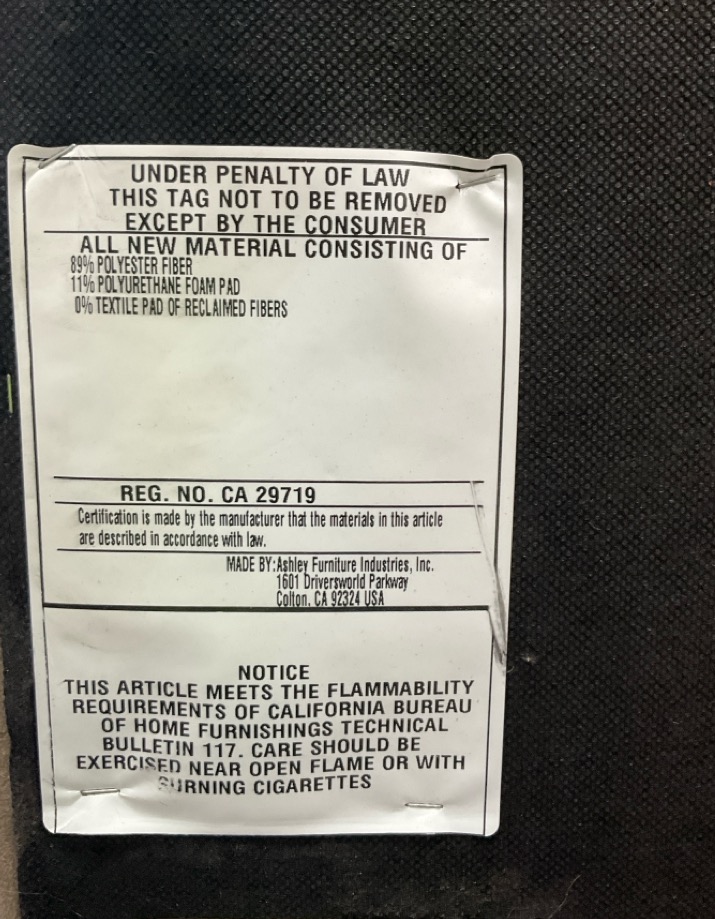 UNDER PENALTY OF LAW
THIS TAG NOT TO BE REMOVED
EXCEPT BY THE CONSUMER
ALL NEW MATERIAL CONSISTING OF
89% POLYESTER FIBER
11% POLYURETHANE FOAM PAD
0% TEXTILE PAD OF RECLAIMED FIBERS
REG. NO. CA 29719
Certification is made by the manufacturer that the materials in this article
are described in accordance with law.
MADE BY:Ashley Furniture Industries, Inc.
1601 Driversworld Parkway
Colton, CA 92324 USA
NOTICE
THIS ARTICLE MEETS THE FLAMMABILITY
REQUIREMENTS OF CALIFORNIA BUREAU
OF HOME FURNISHINGS TECHNICAL
BULLETIN 117. CARE SHOULD BE
EXERCISED NEAR OPEN FLAME OR WITH
BURNING CIGARETTES